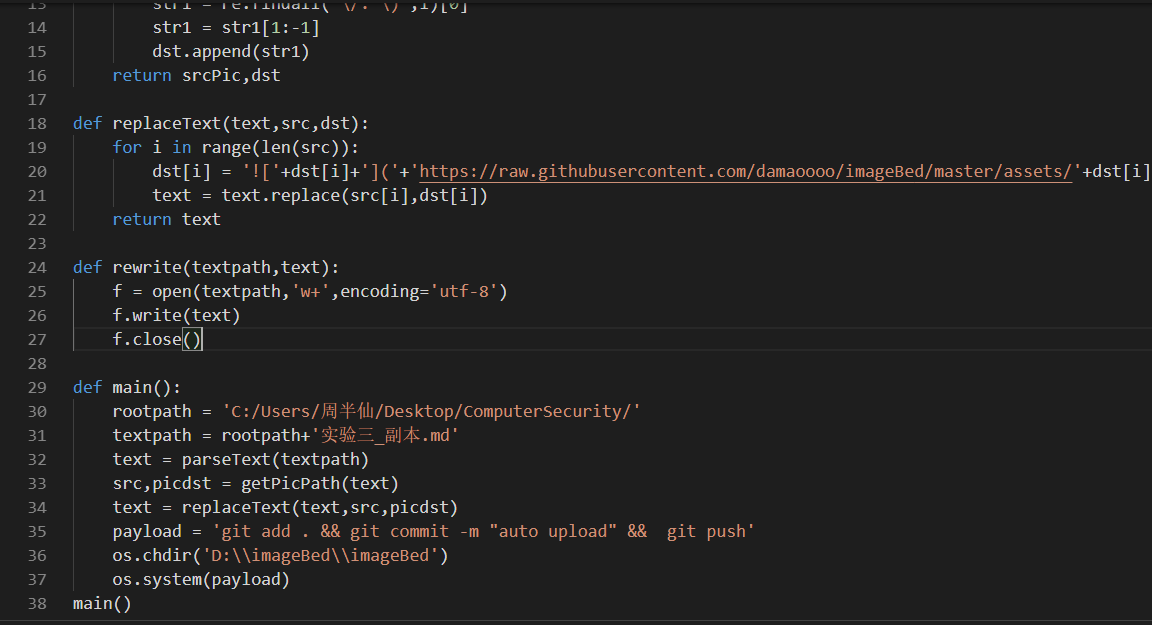 14 str1 = str1[1:-1]
15 dst.append(str1)
16 return srcPic,dst
17
18 def replaceText(text,src,dst):
19 for i in range(len(src)):
20 dst[i] = '!['+dst[i]+']('+'https://raw.githubusercontent.com/damaoooo/imageBed/master/assets/'+dst[i]
21 text = text.replace(src[i],dst[i])
22 return text
23
24 def rewrite(textpath,text):
25 f = open(textpath,'w+',encoding='utf-8')
26 f.write(text)
27 f.close()
28
29 def main():
30 rootpath = 'C:/Users/周半仙/Desktop/ComputerSecurity/'
31 textpath = rootpath+'实验三_副本.md'
32 text = parseText(textpath)
33 src,picdst = getPicPath(text)
34 text = replaceText(text,src,picdst)
35 payload = 'git add . && git commit -m "auto upload" &&  git push'
36 os.chdir('D:\\imageBed\\imageBed')
37 os.system(payload)
38 main()